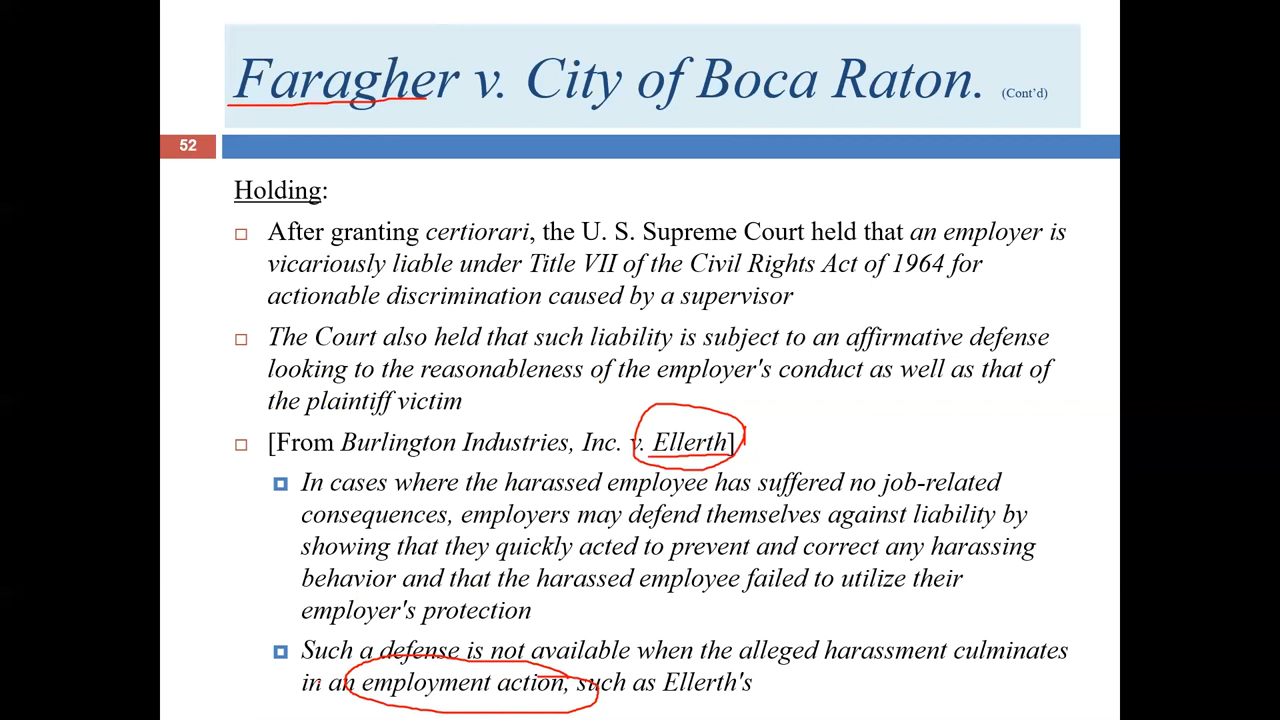 Faragher v. City of Boca Raton. (Cont'd)
52
Holding:
After granting certiorari, the U. S. Supreme Court held that an employer is
vicariously liable under Title VII of the Civil Rights Act of 1964 for
actionable discrimination caused by a supervisor
The Court also held that such liability is subject to an affirmative defense
looking to the reasonableness of the employer's conduct as well as that of
the plaintiff victim
[From Burlington Industries, Inc. v. Ellerth]
In cases where the harassed employee has suffered no job-related
consequences, employers may defend themselves against liability by
showing that they quickly acted to prevent and correct any harassing
behavior and that the harassed employee failed to utilize their
employer's protection
Such a defense is not available when the alleged harassment culminates
in an employment action, such as Ellerth's